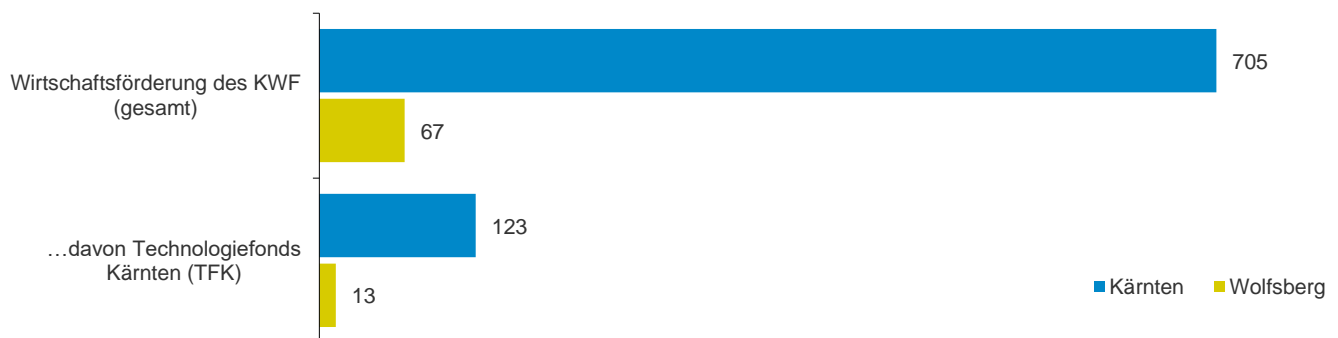 Wirtschaftsförderung des KWF
(gesamt)
705
67
…davon Technologiefonds
Kärnten (TFK)
123
13
Kärnten
Wolfsberg